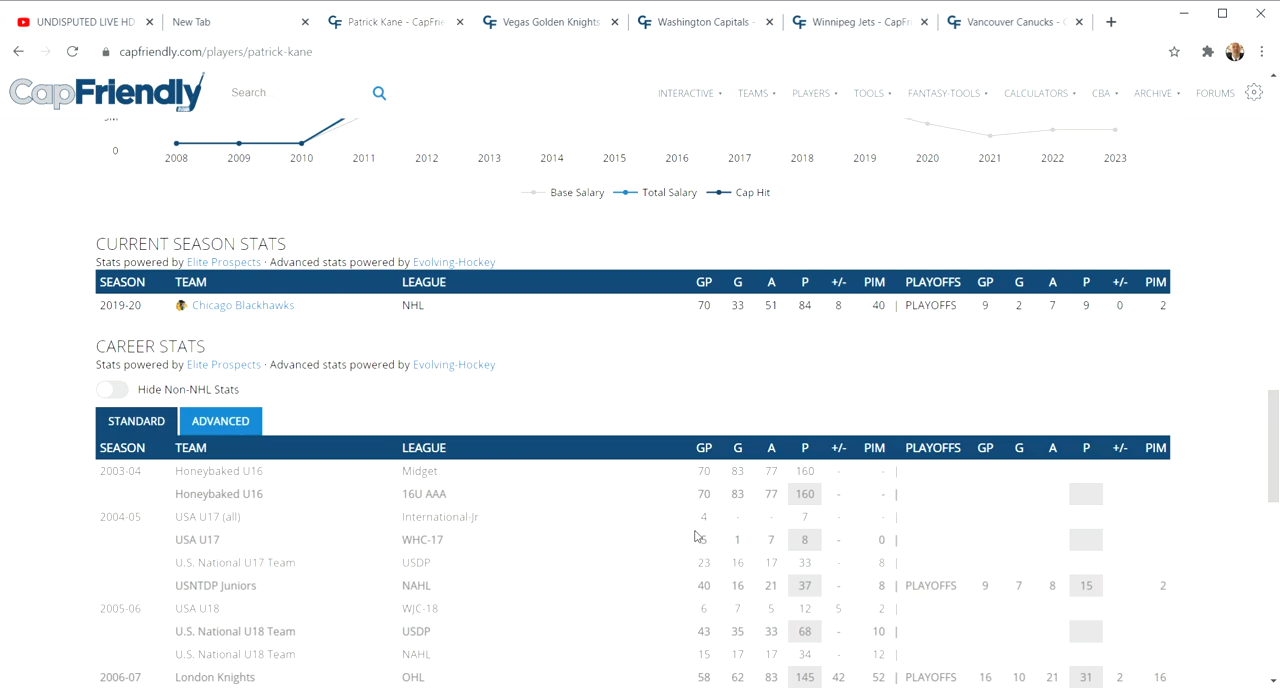 UNDISPUTED LIVE HD
New Tab
Patrick Kane - CapFrie
Vegas Golden Knights
Washington Capitals -
Winnipeg Jets - CapFri
Vancouver Canucks - C
capfriendly.com/players/patrick-kane
CapFriendly
Search
INTERACTIVE TEAMS PLAYERS TOOLS FANTASY-TOOLS CALCULATORS CBA ARCHIVE FORUMS
0
2008 2009 2010 2011 2012 2013 2014 2015 2016 2017 2018 2019 2020 2021 2022 2023
Base Salary Total Salary Cap Hit
CURRENT SEASON STATS
Stats powered by Elite Prospects · Advanced stats powered by Evolving-Hockey
SEASON TEAM LEAGUE GP G A P +/- PIM PLAYOFFS GP G A P +/- PIM
2019-20 Chicago Blackhawks NHL 70 33 51 84 8 40 | PLAYOFFS 9 2 7 9 0 2
CAREER STATS
Stats powered by Elite Prospects · Advanced stats powered by Evolving-Hockey
Hide Non-NHL Stats
STANDARD ADVANCED
SEASON TEAM LEAGUE GP G A P +/- PIM PLAYOFFS GP G A P +/- PIM
2003-04 Honeybaked U16 Midget 70 83 77 160 - - |
Honeybaked U16 16U AAA 70 83 77 160 - - |
2004-05 USA U17 (all) International-Jr 4 - - 7 - - |
USA U17 WHC-17 1 7 8 - 0 |
U.S. National U17 Team USDP 23 16 17 33 - 8 |
USNTDP Juniors NAHL 40 16 21 37 - 8 | PLAYOFFS 9 7 8 15 2
2005-06 USA U18 WJC-18 6 7 5 12 5 2 |
U.S. National U18 Team USDP 43 35 33 68 - 10 |
U.S. National U18 Team NAHL 15 17 17 34 - 12 |
2006-07 London Knights OHL 58 62 83 145 42 52 | PLAYOFFS 16 10 21 31 2 16